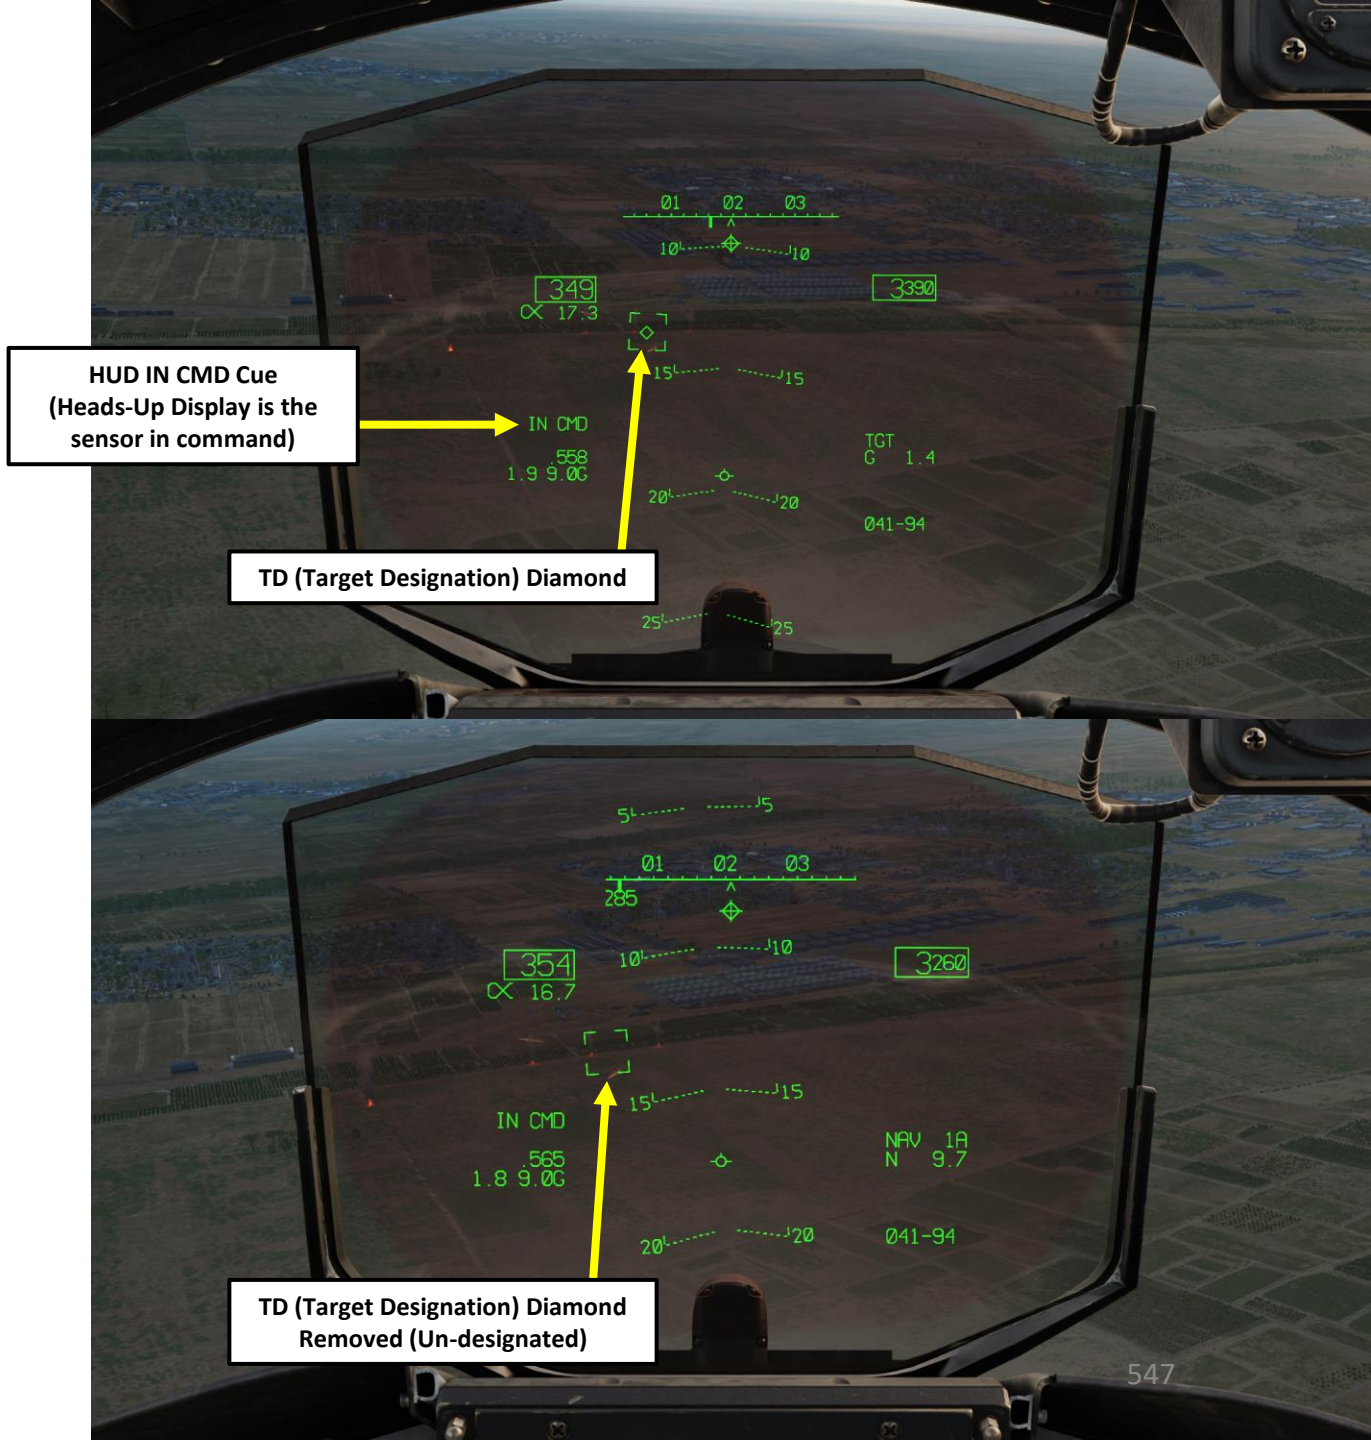 01 02 03
10 10
349
3390
α 17.3
15 15
HUD IN CMD Cue
(Heads-Up Display is the
sensor in command)
IN CMD
.558
1.9 9.0G
TGT
G 1.4
20 20
041-94
TD (Target Designation) Diamond
25 25
5 5
01 02 03
285
10 10
354
3260
α 16.7
15 15
IN CMD
.565
1.8 9.0G
NAV 1A
N 9.7
20 20
041-94
TD (Target Designation) Diamond
Removed (Un-designated)
547